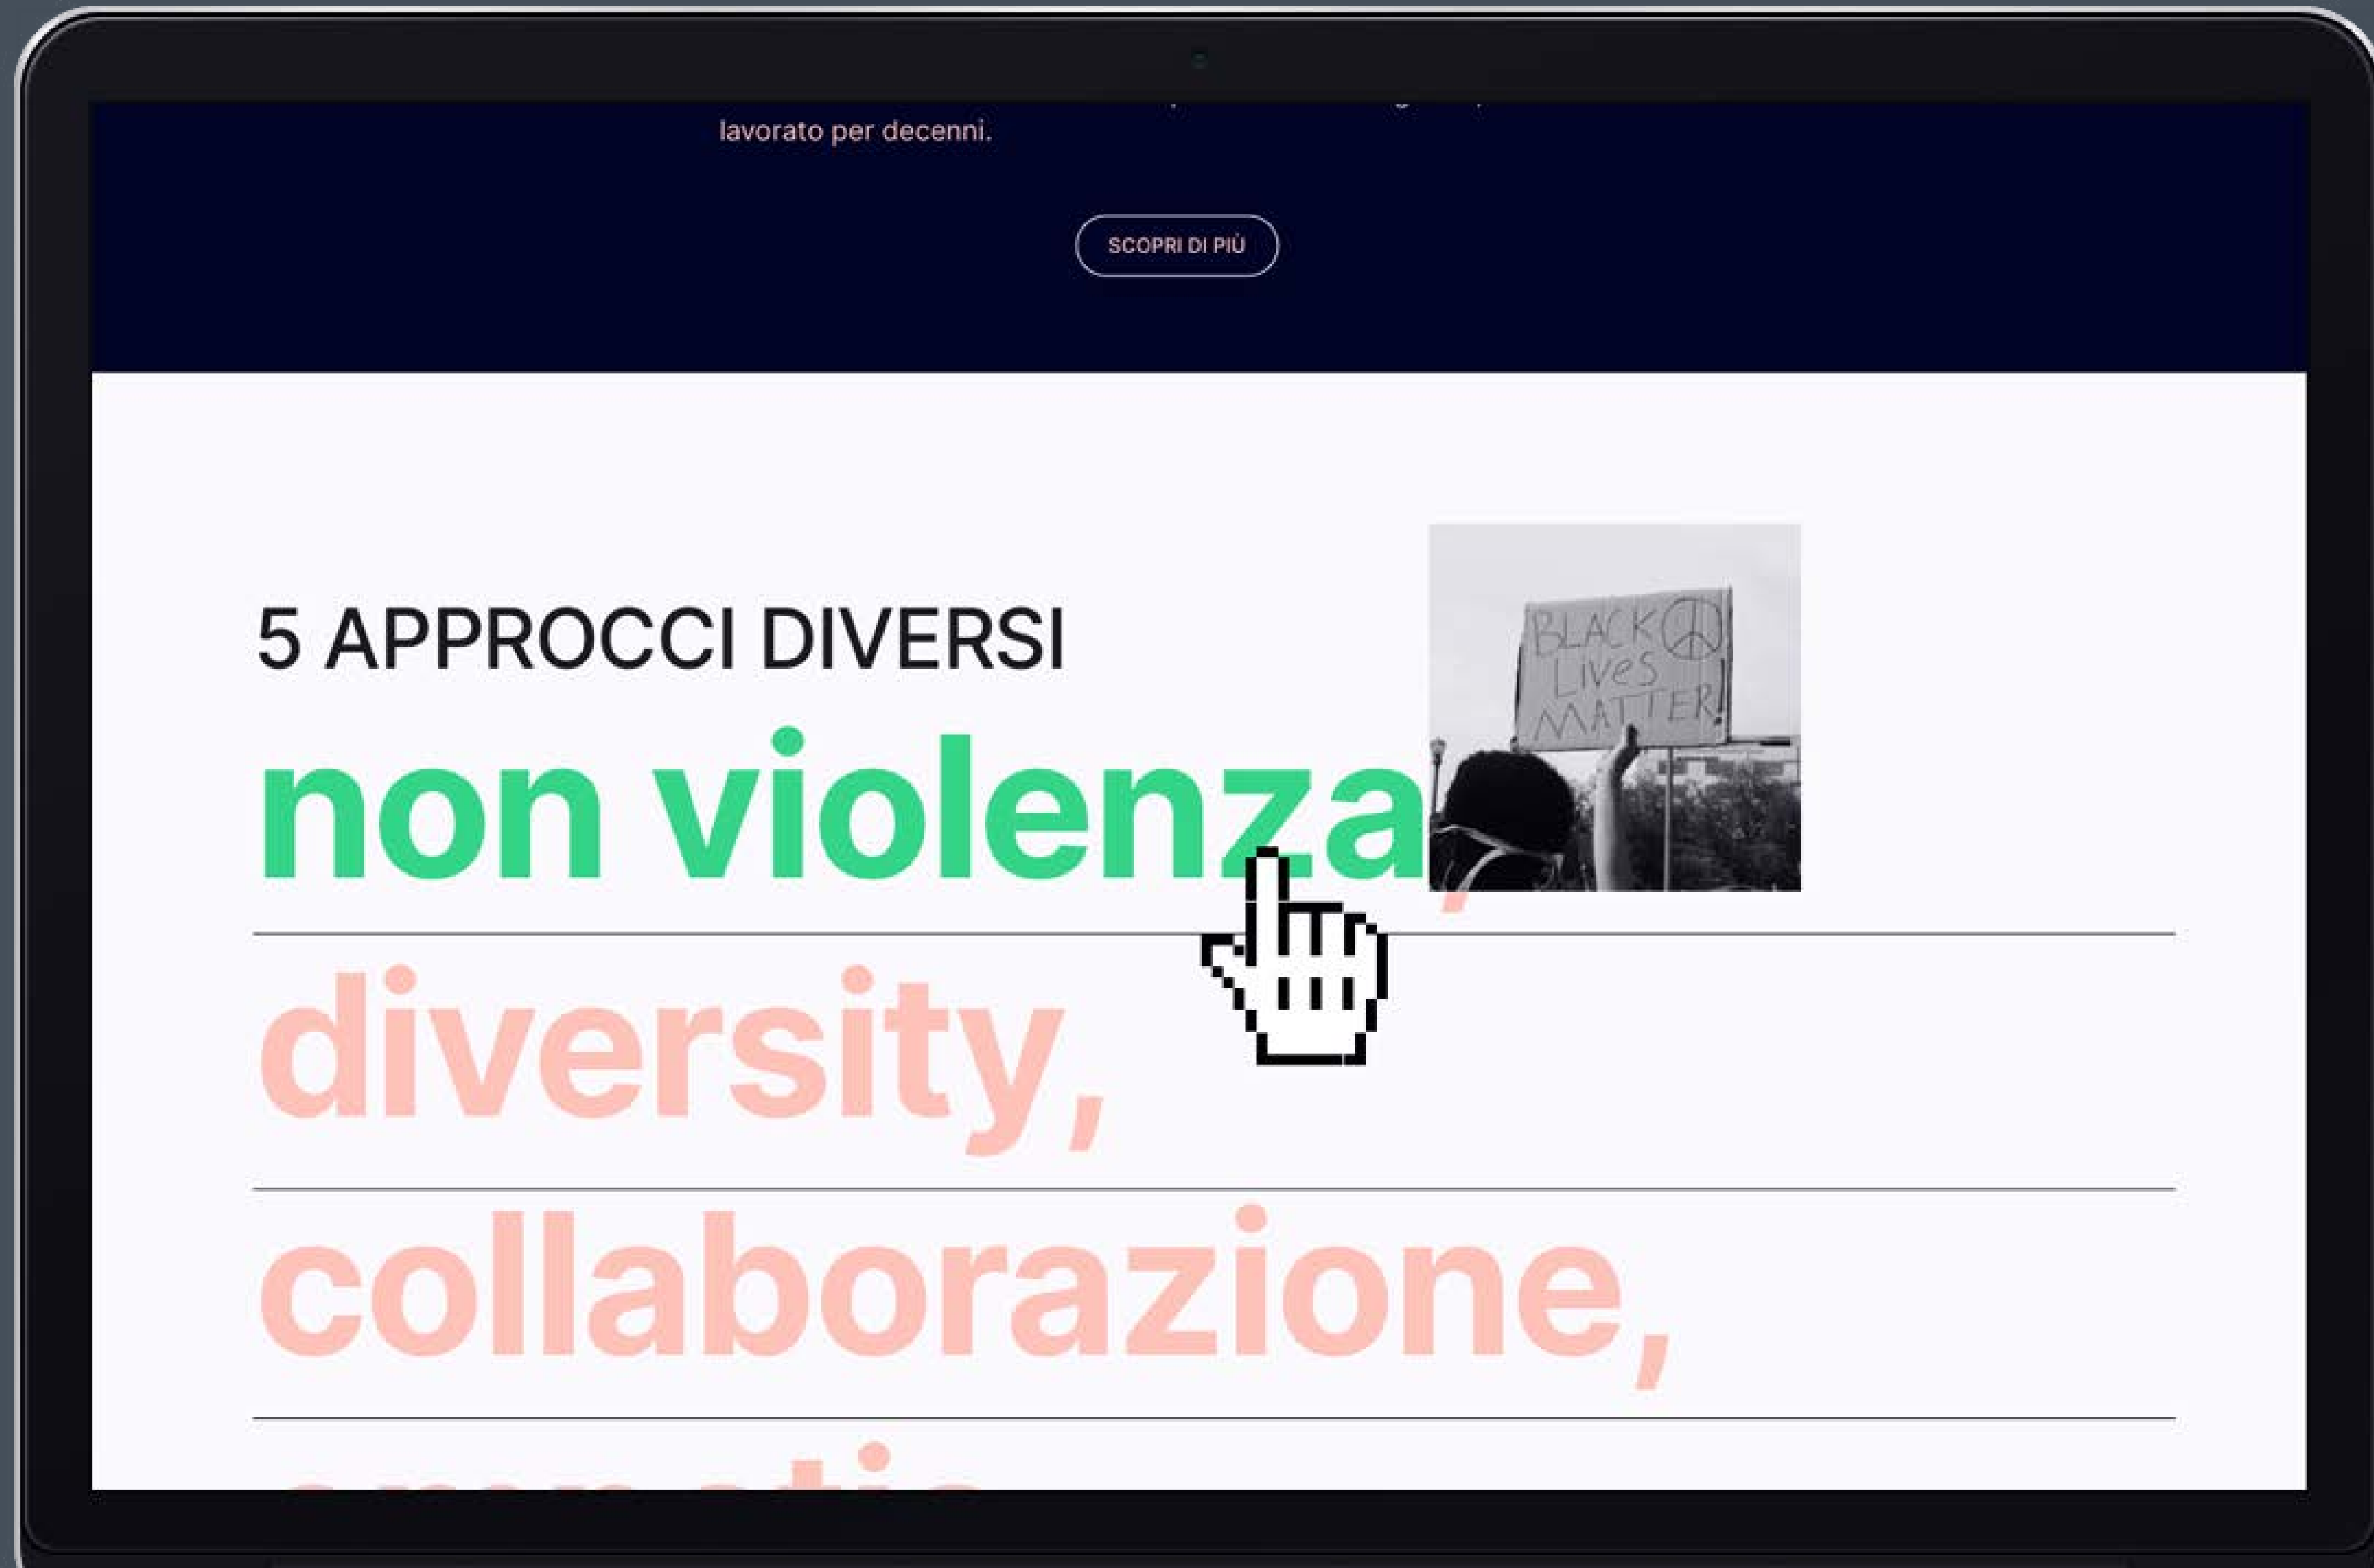 lavorato per decenni.
SCOPRI DI PIÙ
5 APPROCCI DIVERSI
BLACK
Lives
MATTER!
non violenza,
diversity,
collaborazione,